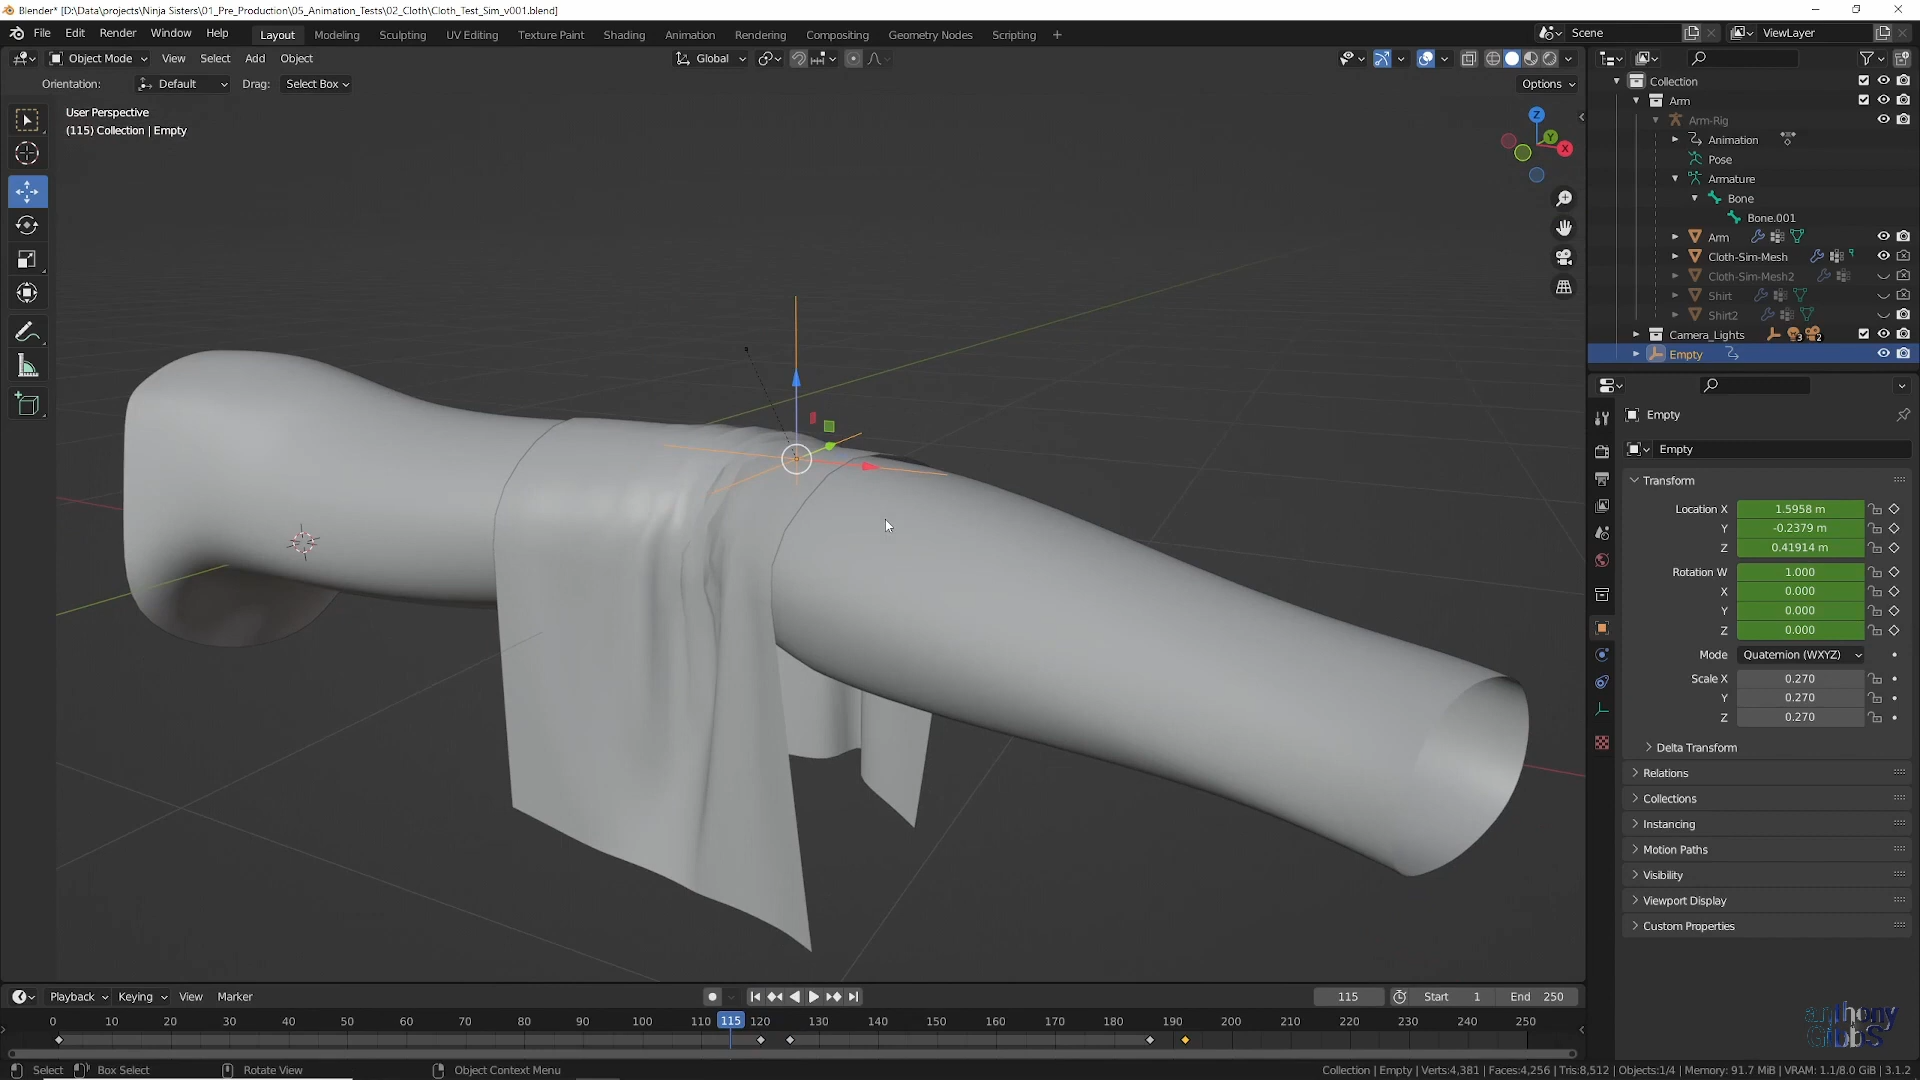 Blender* [D:\Data\projects\Ninja Sisters\01_Pre_Production\05_Animation_Tests\02_Cloth\Cloth_Test_Sim_v001.blend]
File Edit Render Window Help Layout Modeling Sculpting UV Editing Texture Paint Shading Animation Rendering Compositing Geometry Nodes Scripting + Scene ViewLayer
Object Mode View Select Add Object Global
Orientation: Default Drag: Select Box Options
User Perspective
(115) Collection | Empty
Z
Y
X
Collection
Arm
Arm-Rig
Animation
Pose
Armature
Bone
Bone.001
Arm
Cloth-Sim-Mesh
Cloth-Sim-Mesh2
Shirt
Shirt2
Camera_Lights 3 2
Empty
Empty
Empty
Transform
Location X 1.5958 m
Y -0.2379 m
Z 0.41914 m
Rotation W 1.000
X 0.000
Y 0.000
Z 0.000
Mode Quaternion (WXYZ)
Scale X 0.270
Y 0.270
Z 0.270
Delta Transform
Relations
Collections
Instancing
Motion Paths
Visibility
Viewport Display
Custom Properties
Playback Keying View Marker 115 Start 1 End 250
0 10 20 30 40 50 60 70 80 90 100 110 115 120 130 140 150 160 170 180 190 200 210 220 230 240 250
anthony
GibbS
Select Box Select Rotate View Object Context Menu Collection | Empty | Verts:4,381 | Faces:4,256 | Tris:8,512 | Objects:1/4 | Memory: 91.7 MiB | VRAM: 1.1/8.0 GiB | 3.1.2